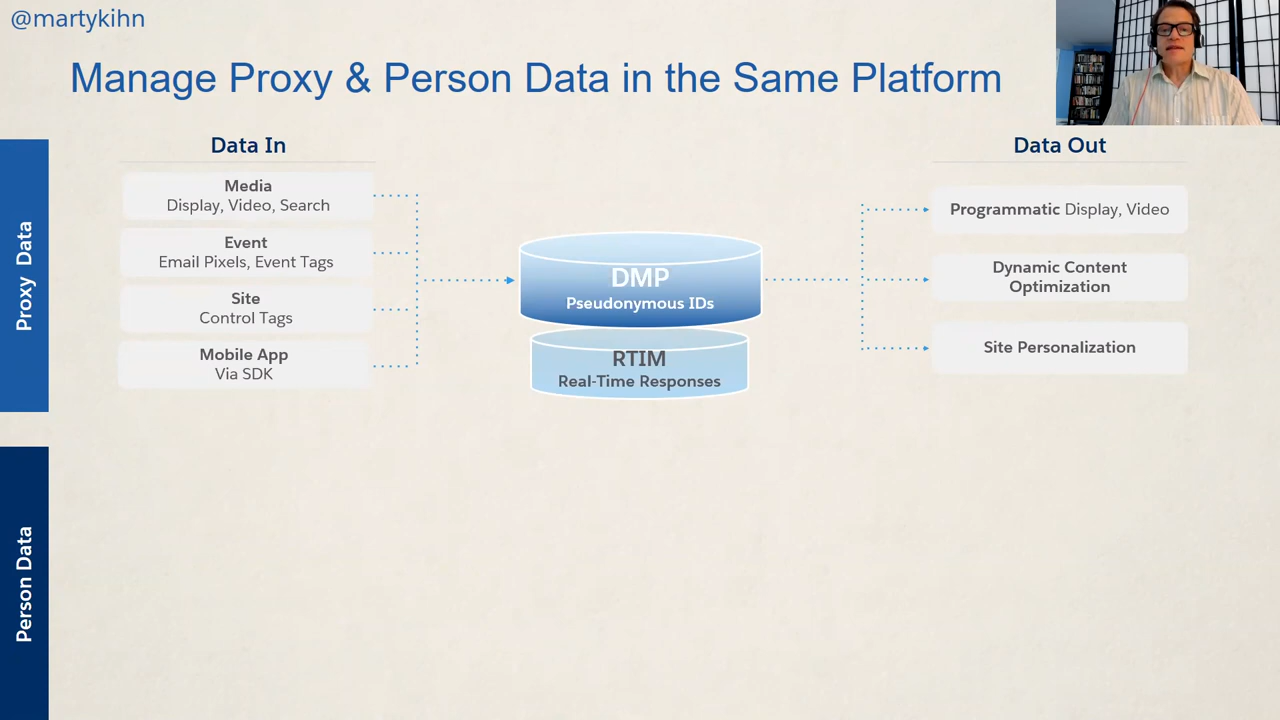 @martykihn
Manage Proxy & Person Data in the Same Platform
Proxy Data
Data In
Media
Display, Video, Search
Event
Email Pixels, Event Tags
Site
Control Tags
Mobile App
Via SDK
DMP
Pseudonymous IDs
RTIM
Real-Time Responses
Data Out
Programmatic Display, Video
Dynamic Content
Optimization
Site Personalization
Person Data